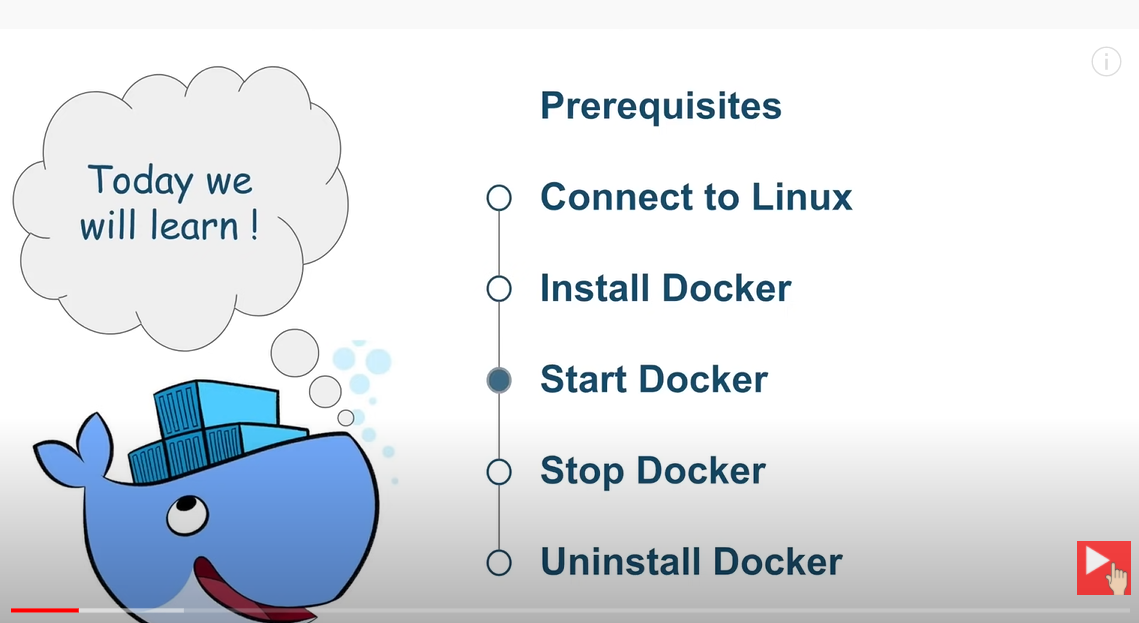 Today we
will learn !
Prerequisites
Connect to Linux
Install Docker
Start Docker
Stop Docker
Uninstall Docker